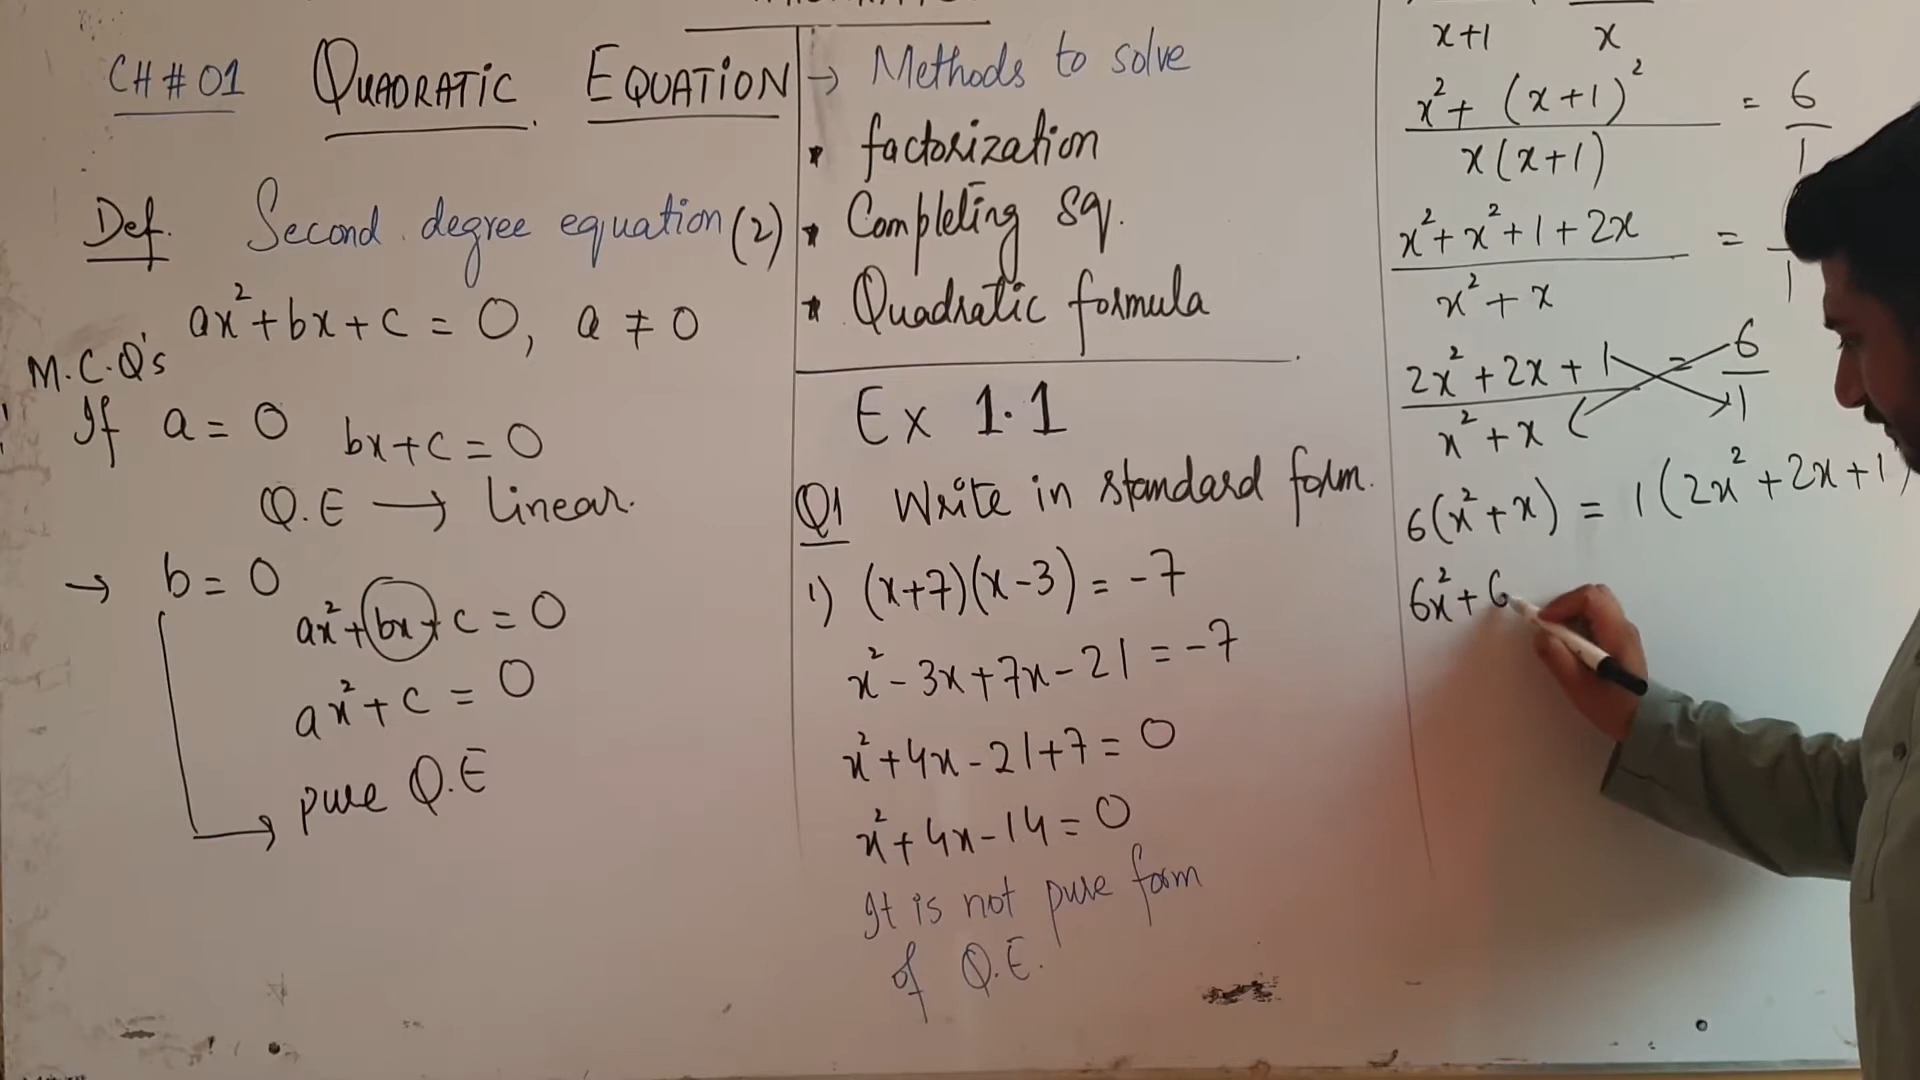 CH # 01 QUADRATIC EQUATION
Def. Second degree equation (2)
ax² + bx + c = 0, a ≠ 0
M.C.Q's
If a = 0 bx + c = 0
Q.E → linear.
→ b = 0
ax² + bx + c = 0
ax² + c = 0
pure Q.E
→ Methods to solve
* factorization
* Completing sq.
* Quadratic formula
Ex 1.1
Q1 Write in standard form.
1) (x+7)(x-3) = -7
x² - 3x + 7x - 21 = -7
x² + 4x - 21 + 7 = 0
x² + 4x - 14 = 0
It is not pure form
of Q.E.
x+1 x
x² + (x+1)² / x(x+1) = 6/1
x² + x² + 1 + 2x / x² + x = /1
2x² + 2x + 1 / x² + x = 6/1
6(x² + x) = 1(2x² + 2x + 1)
6x² + 6